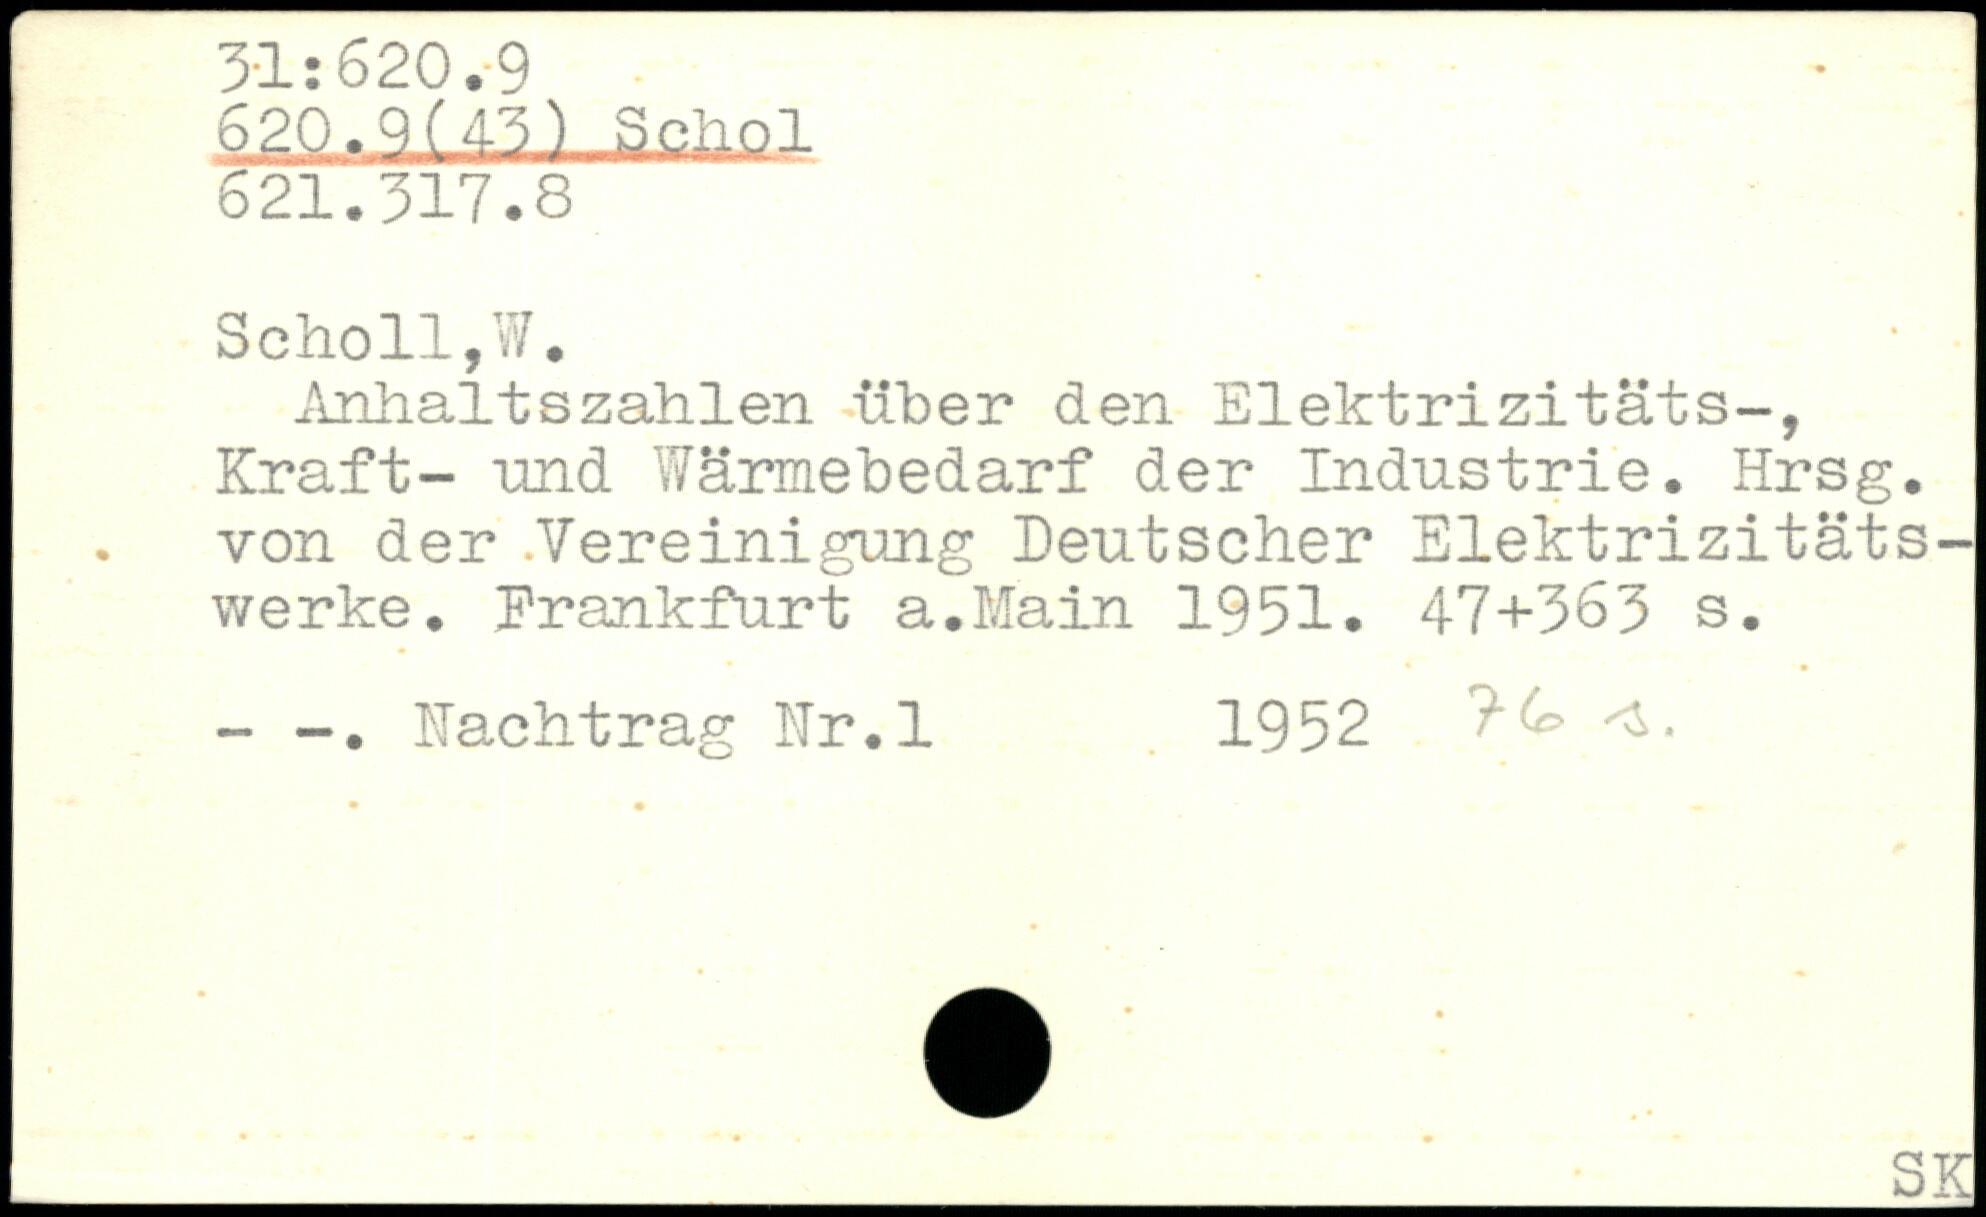 31:620.9
620.9(43) Schol
621.317.8
Scholl,W.
Anhaltszahlen über den Elektrizitäts-,
Kraft- und Wärmebedarf der Industrie. Hrsg.
von der Vereinigung Deutscher Elektrizitäts-
werke. Frankfurt a.Main 1951. 47+363 s.
- -. Nachtrag Nr.1 1952 76 s.
SK